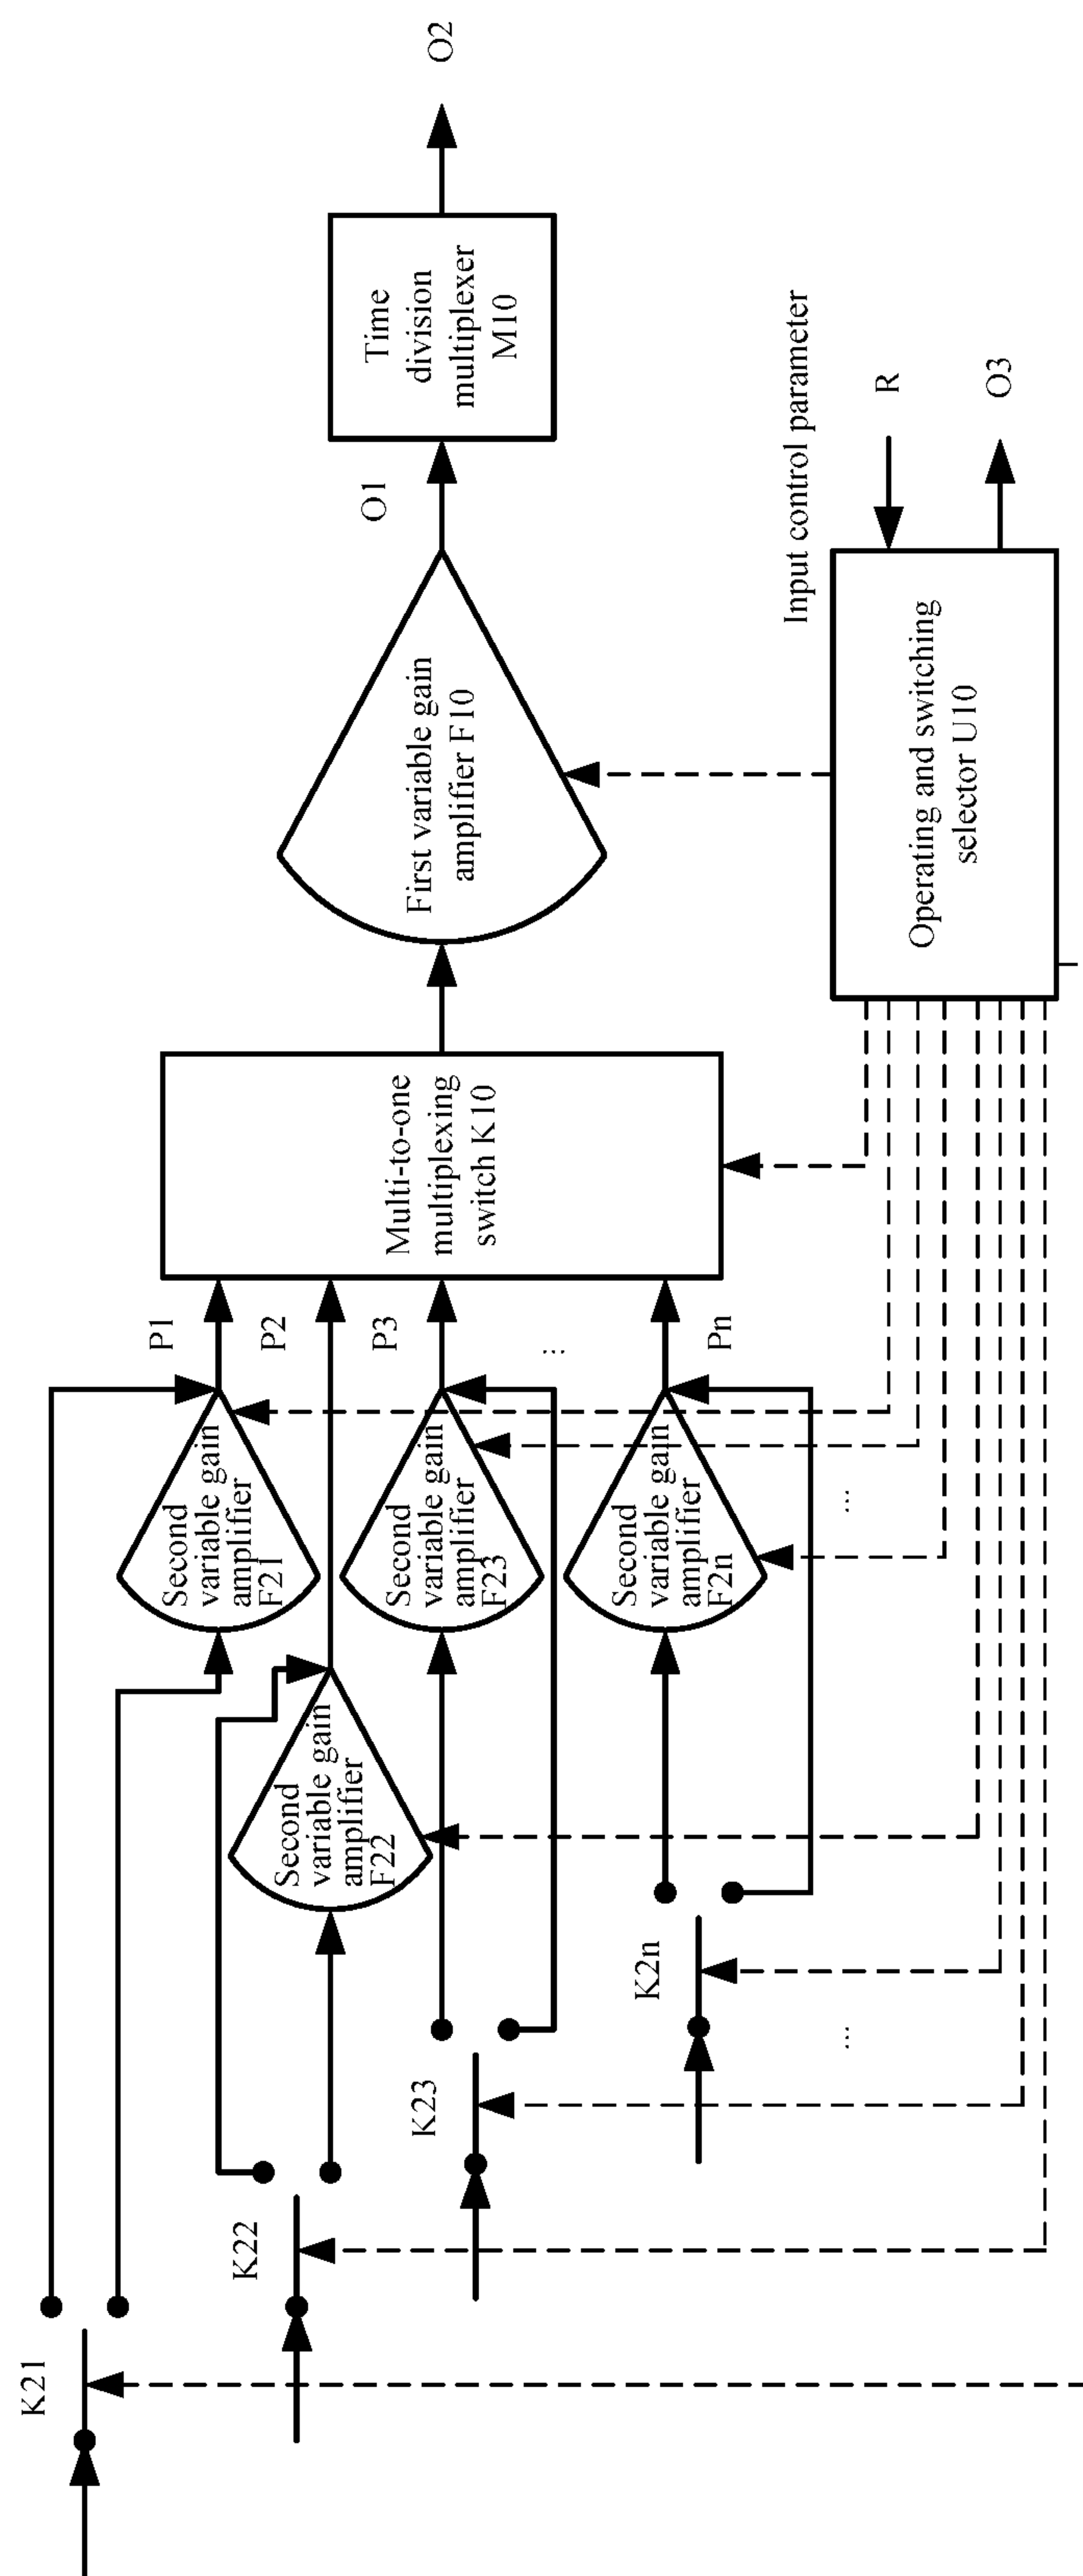 K21
K22
K23
K2n
...
Second
variable gain
amplifier
F21
Second
variable gain
amplifier
F22
Second
variable gain
amplifier
F23
Second
variable gain
amplifier
F2n
...
P1
P2
P3
...
Pn
Multi-to-one
multiplexing
switch K10
First variable gain
amplifier F10
O1
Time
division
multiplexer
M10
O2
Operating and switching
selector U10
Input control parameter
R
O3